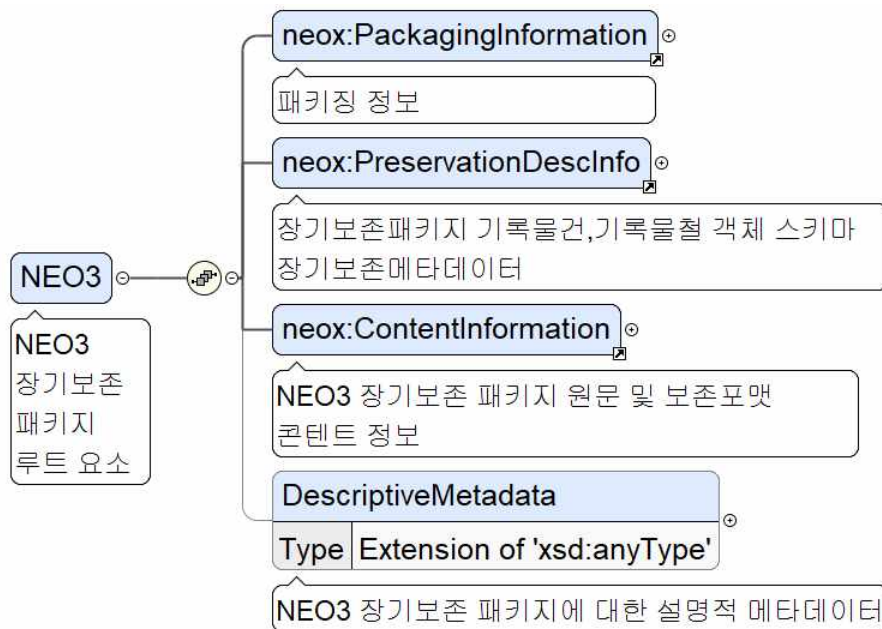 neox:PackagingInformation
패키징 정보
neox:PreservationDescInfo
장기보존패키지 기록물건,기록물철 객체 스키마
장기보존메타데이터
NEO3
NEO3
장기보존
패키지
루트 요소
neox:ContentInformation
NEO3 장기보존 패키지 원문 및 보존포맷
콘텐트 정보
DescriptiveMetadata
Type Extension of 'xsd:anyType'
NEO3 장기보존 패키지에 대한 설명적 메타데이터